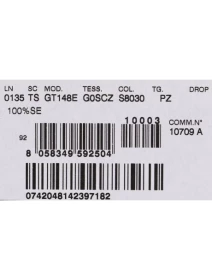 LN SC MOD. TESS. COL. TG. DROP
0135 TS GT148E G0SCZ S8030 PZ
100%SE
10003 COMM.N°
10709 A
92
8 058349 592504
0742048142397182